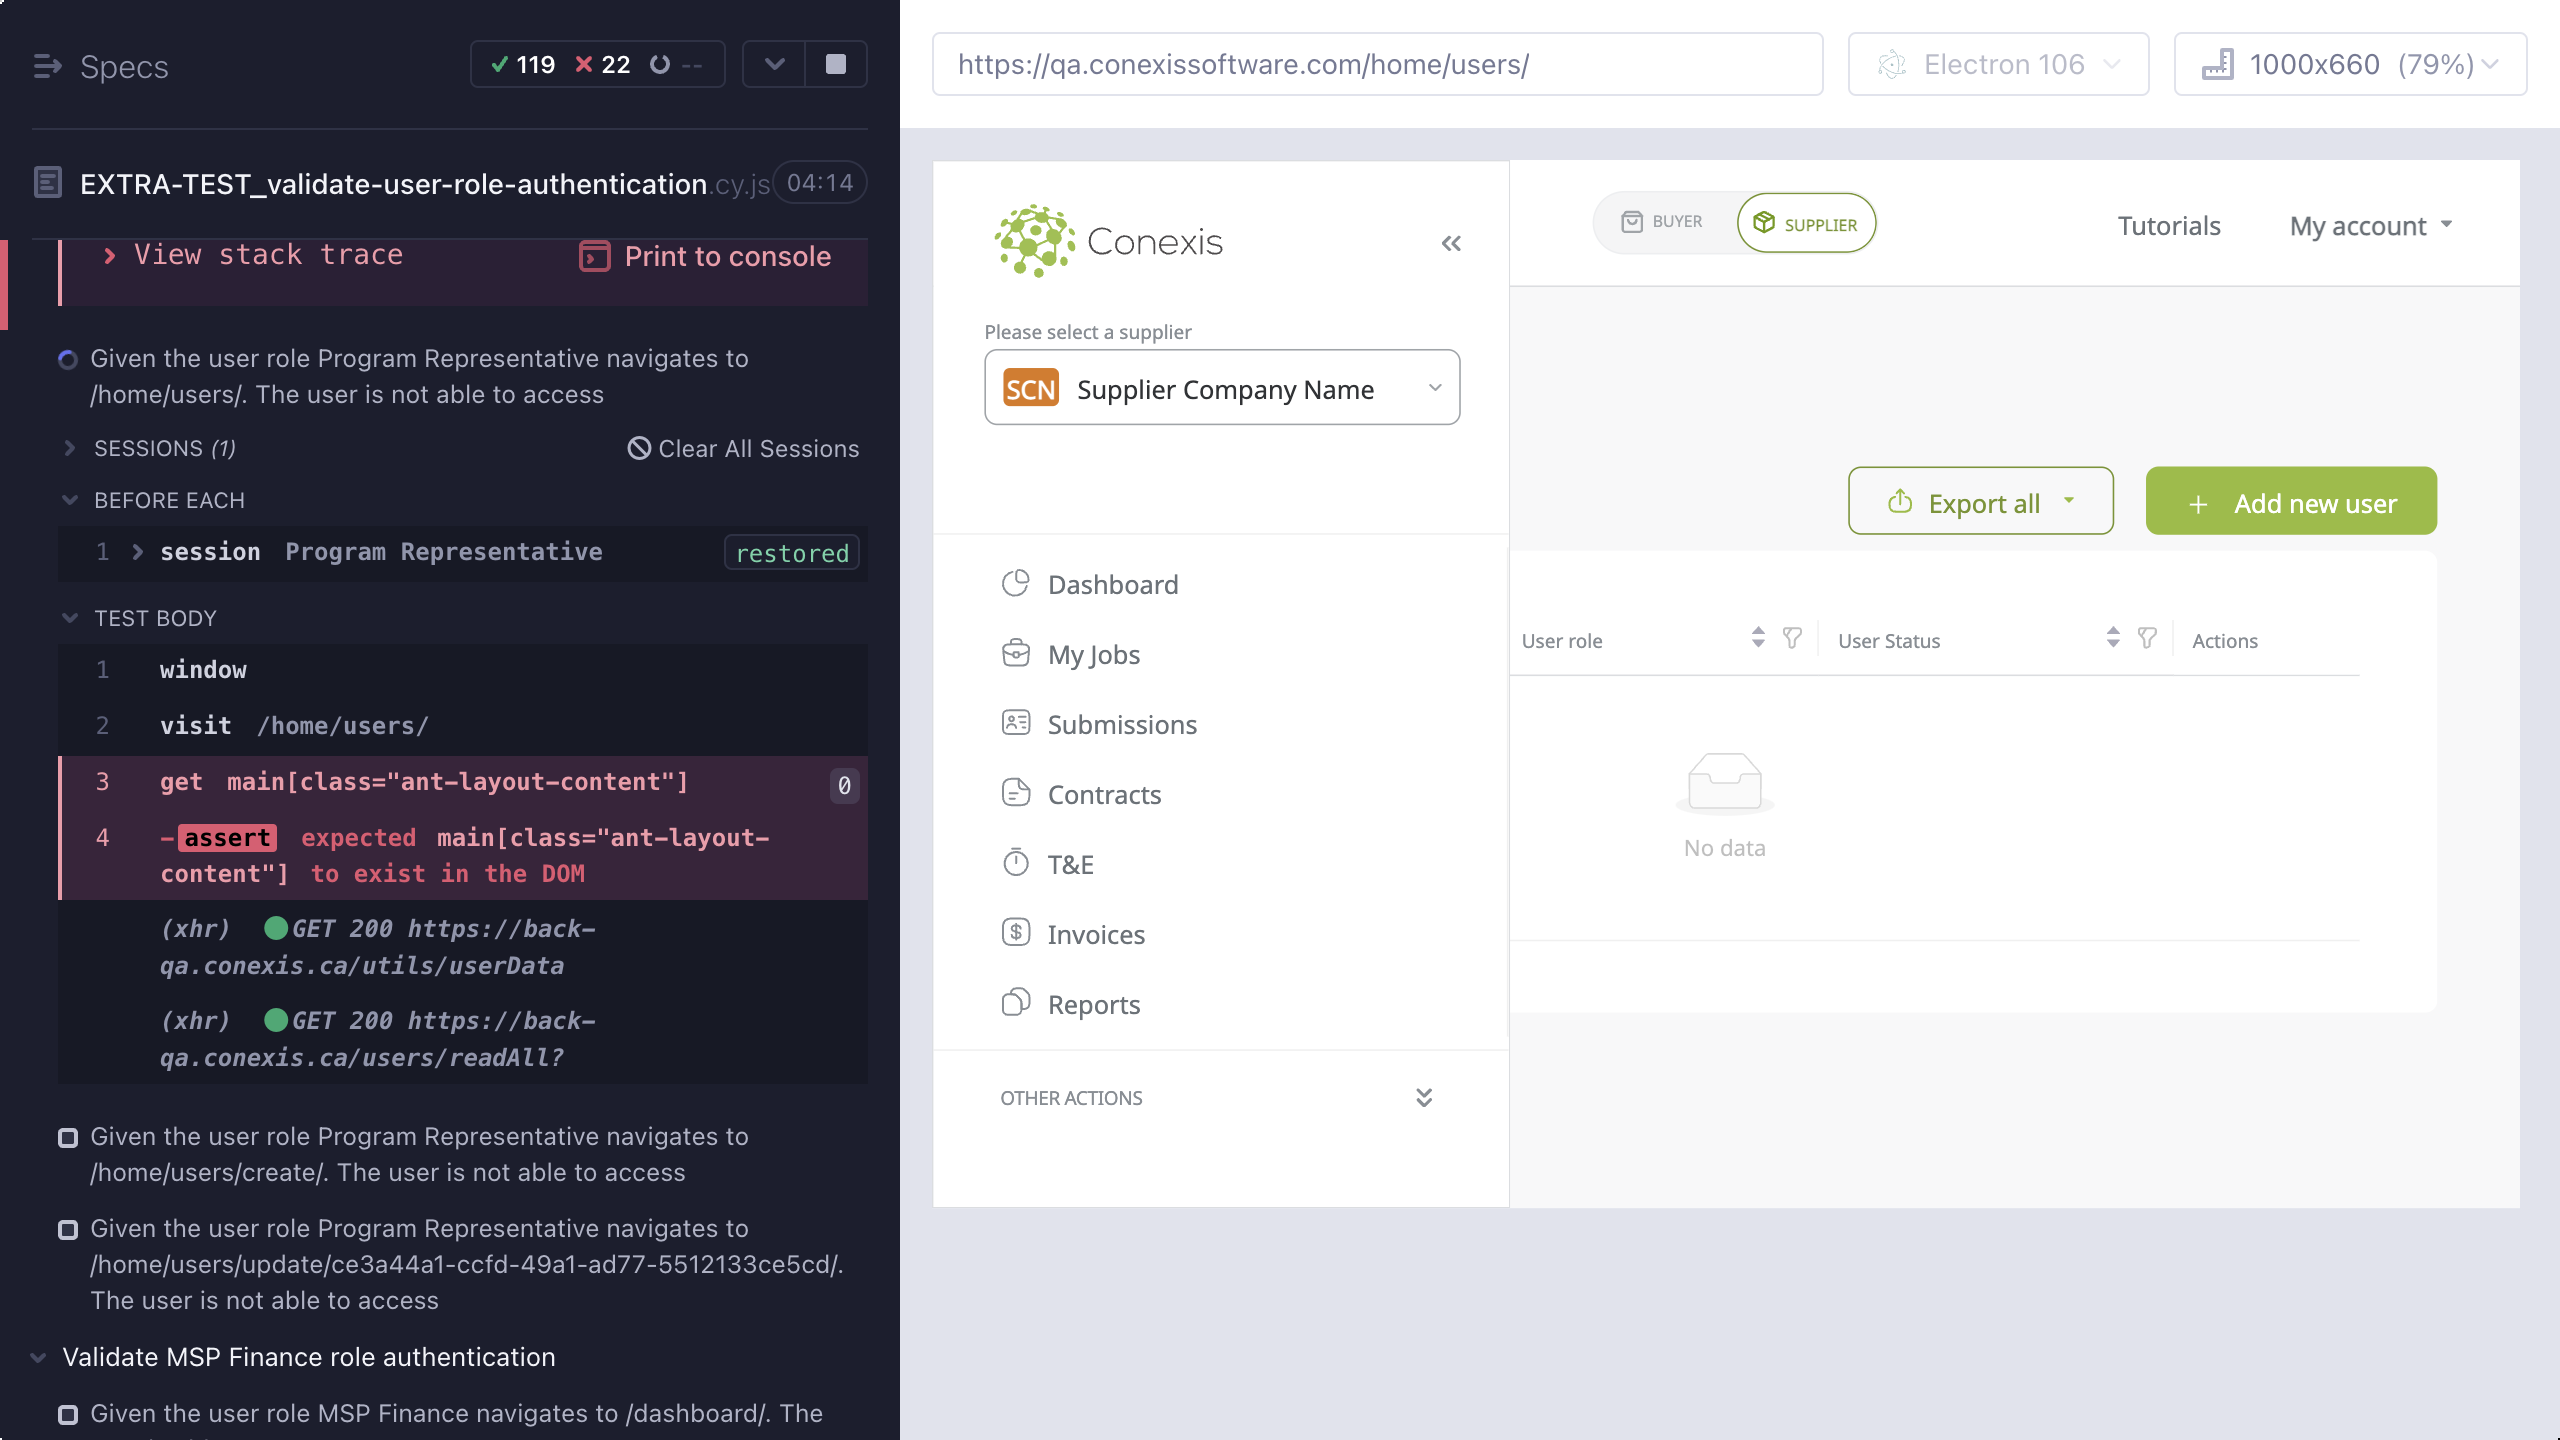 Specs
119
22
--
EXTRA-TEST_validate-user-role-authentication.cy.js
04:14
View stack trace
Print to console
Given the user role Program Representative navigates to
/home/users/. The user is not able to access
SESSIONS (1)
Clear All Sessions
BEFORE EACH
1 session Program Representative
restored
TEST BODY
1 window
2 visit /home/users/
3 get main[class="ant-layout-content"]
0
4 -assert expected main[class="ant-layout-
content"] to exist in the DOM
(xhr) GET 200 https://back-
qa.conexis.ca/utils/userData
(xhr) GET 200 https://back-
qa.conexis.ca/users/readAll?
Given the user role Program Representative navigates to
/home/users/create/. The user is not able to access
Given the user role Program Representative navigates to
/home/users/update/ce3a44a1-ccfd-49a1-ad77-5512133ce5cd/.
The user is not able to access
Validate MSP Finance role authentication
Given the user role MSP Finance navigates to /dashboard/. The
https://qa.conexissoftware.com/home/users/
Electron 106
1000x660 (79%)
Conexis
BUYER
SUPPLIER
Tutorials
My account
Please select a supplier
SCN Supplier Company Name
Export all
+ Add new user
Dashboard
My Jobs
Submissions
Contracts
T&E
Invoices
Reports
OTHER ACTIONS
User role
User Status
Actions
No data